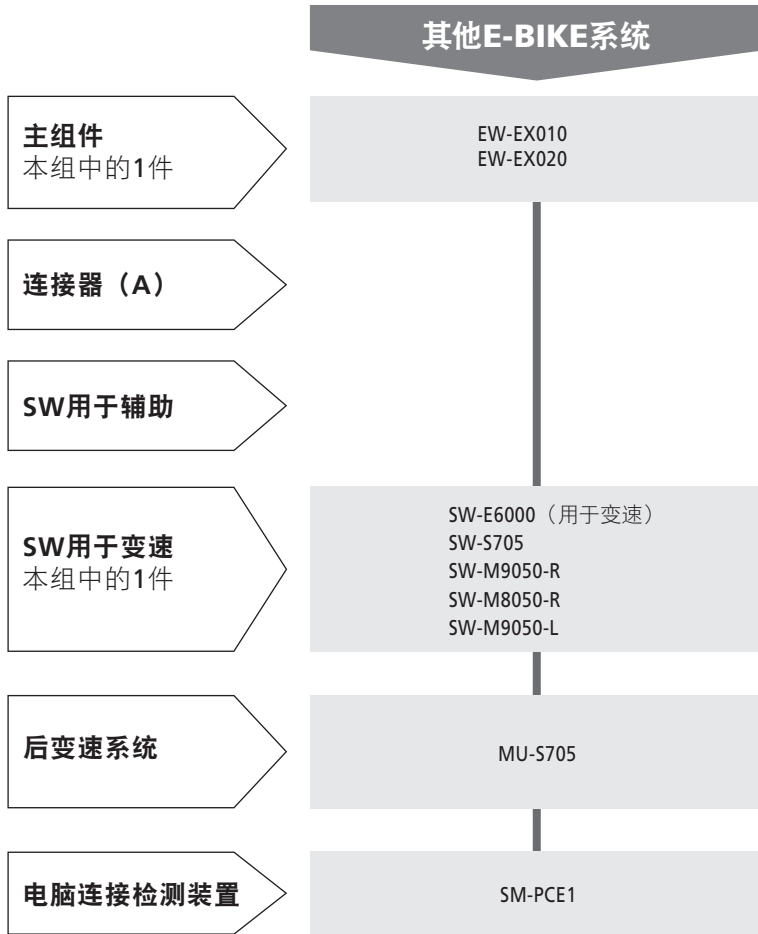 其他E-BIKE系统
主组件
本组中的1件
EW-EX010
EW-EX020
连接器（A）
SW用于辅助
SW用于变速
本组中的1件
SW-E6000（用于变速）
SW-S705
SW-M9050-R
SW-M8050-R
SW-M9050-L
后变速系统
MU-S705
电脑连接检测装置
SM-PCE1